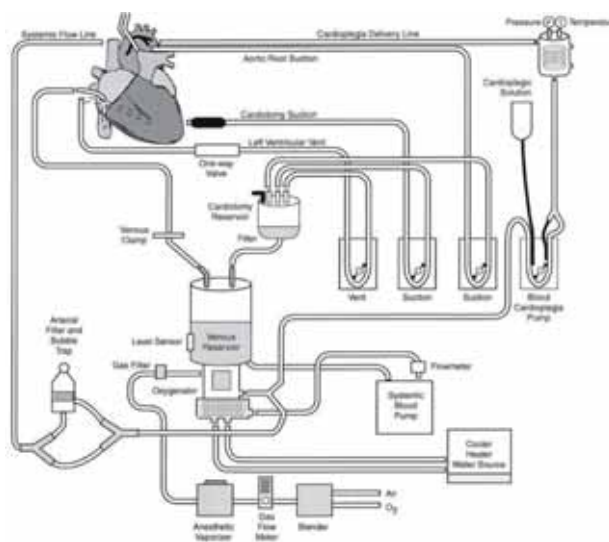 Systemic Flow Line
Cardioplegia Delivery Line
Aortic Root Suction
Pressure
P
T
Temperature
Cardioplegic
Solution
Cardiotomy Suction
Left Ventricular Vent
One-way
Valve
Cardiotomy
Reservoir
Filter
Venous
Clamp
Vent
Suction
Suction
Blood
Cardioplegia
Pump
Level Sensor
Venous
Reservoir
Arterial
Filter and
Bubble
Trap
Gas Filter
Oxygenator
Flowmeter
Systemic
Blood
Pump
Cooler
Heater
Water Source
Air
O2
Anesthetic
Vaporizer
Gas
Flow
Meter
Blender